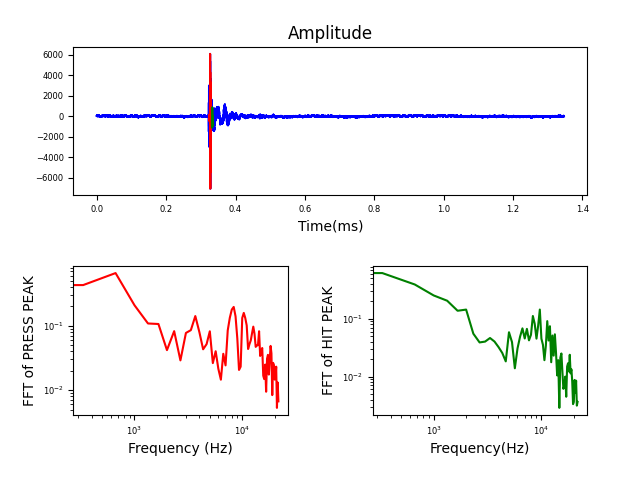 Amplitude
6000
4000
2000
0
−2000
−4000
−6000
0.0 0.2 0.4 0.6 0.8 1.0 1.2 1.4
Time(ms)
FFT of PRESS PEAK
10⁻¹
10⁻²
10³ 10⁴
Frequency (Hz)
FFT of HIT PEAK
10⁻¹
10⁻²
10³ 10⁴
Frequency(Hz)